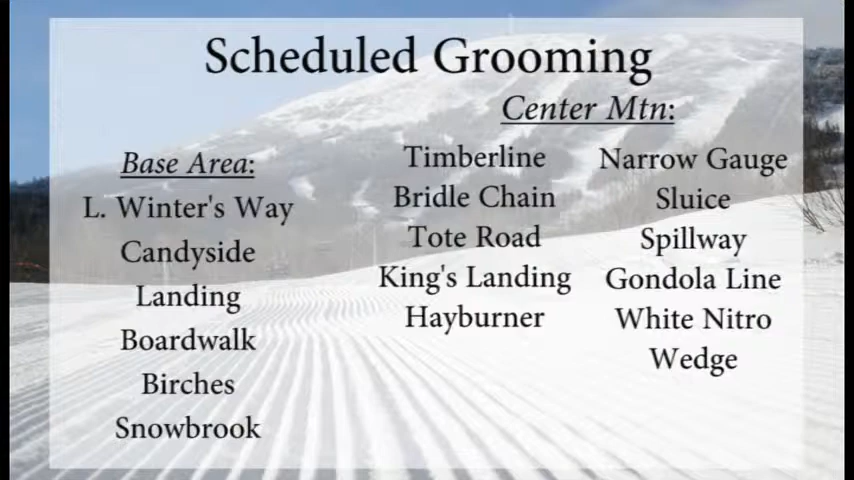 Scheduled Grooming
Base Area:
L. Winter's Way
Candyside
Landing
Boardwalk
Birches
Snowbrook
Center Mtn:
Timberline
Bridle Chain
Tote Road
King's Landing
Hayburner
Narrow Gauge
Sluice
Spillway
Gondola Line
White Nitro
Wedge